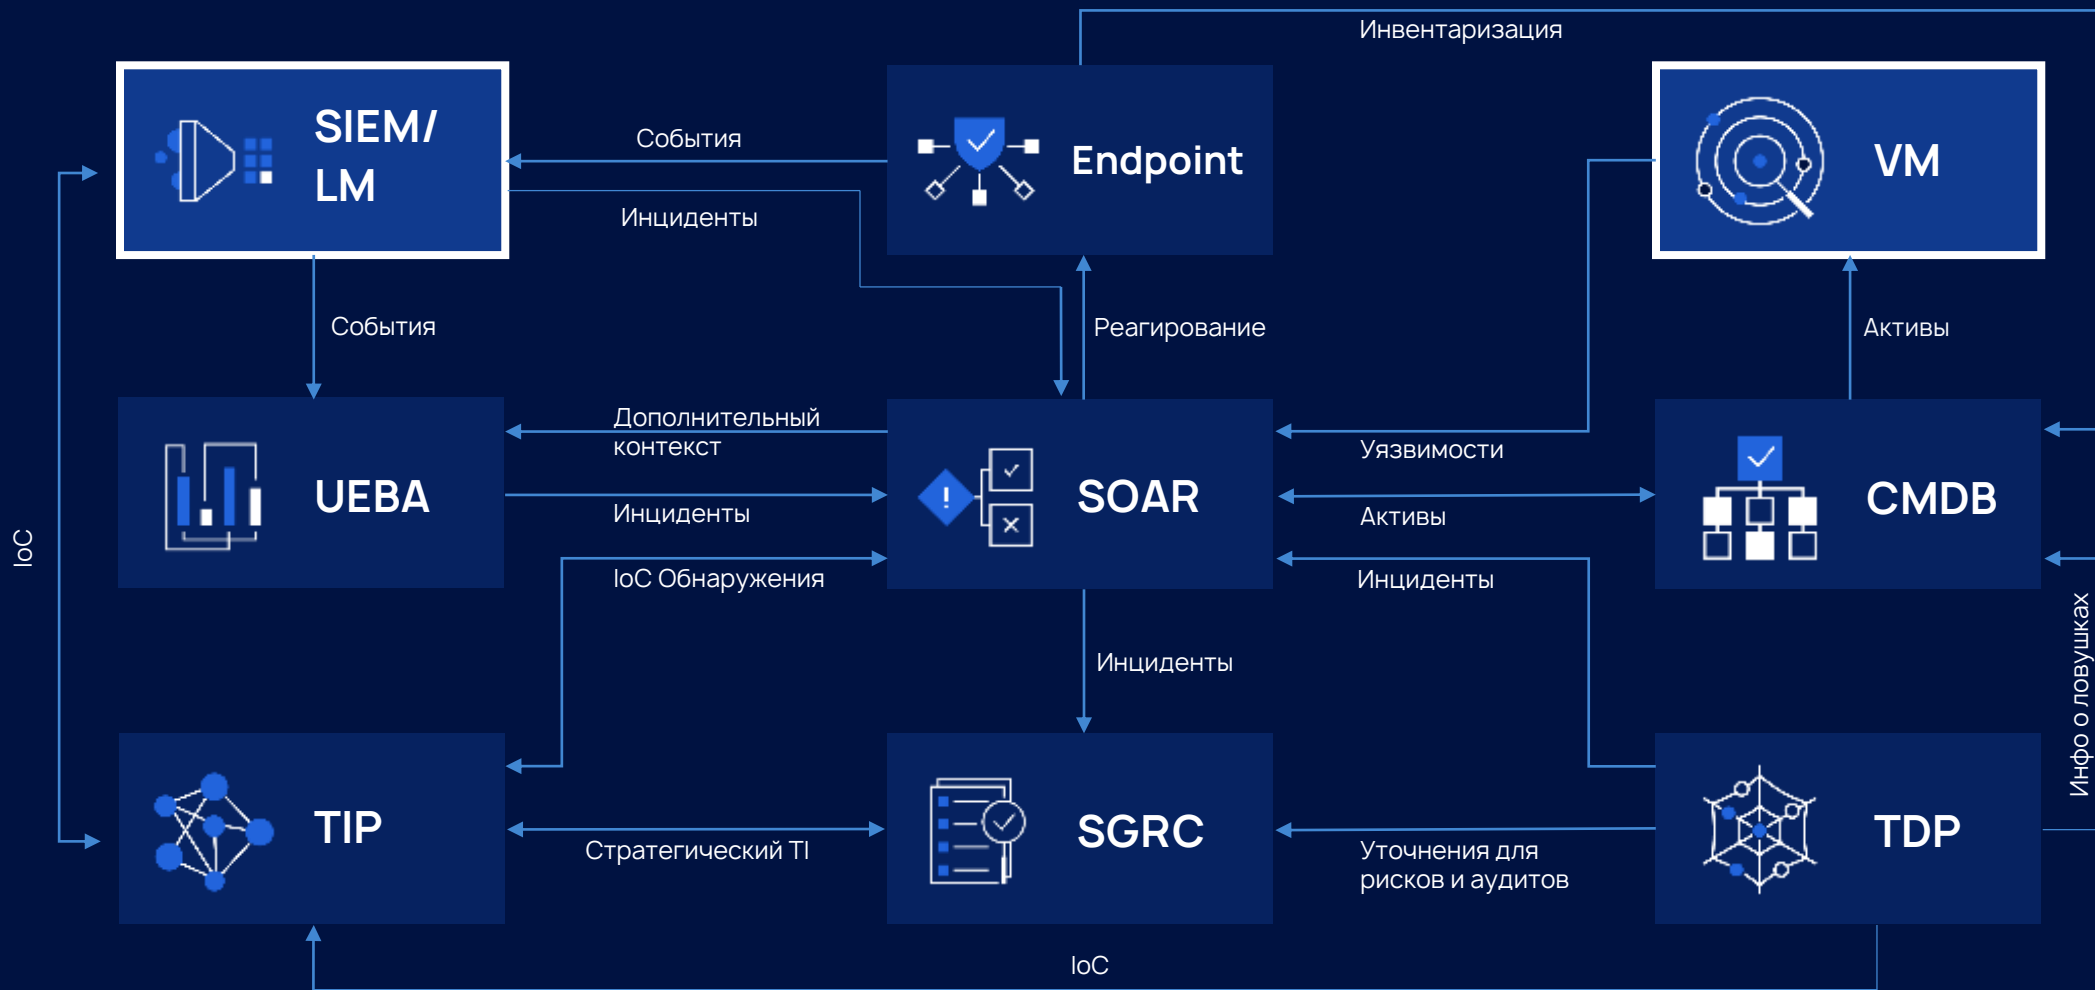 Инвентаризация
SIEM/
LM
События
Endpoint
VM
Инциденты
События
Реагирование
Активы
Дополнительный
контекст
Уязвимости
UEBA
SOAR
CMDB
Инциденты
Активы
IoC
IoC Обнаружения
Инциденты
Инциденты
Инфо о ловушках
TIP
SGRC
TDP
Стратегический TI
Уточнения для
рисков и аудитов
IoC